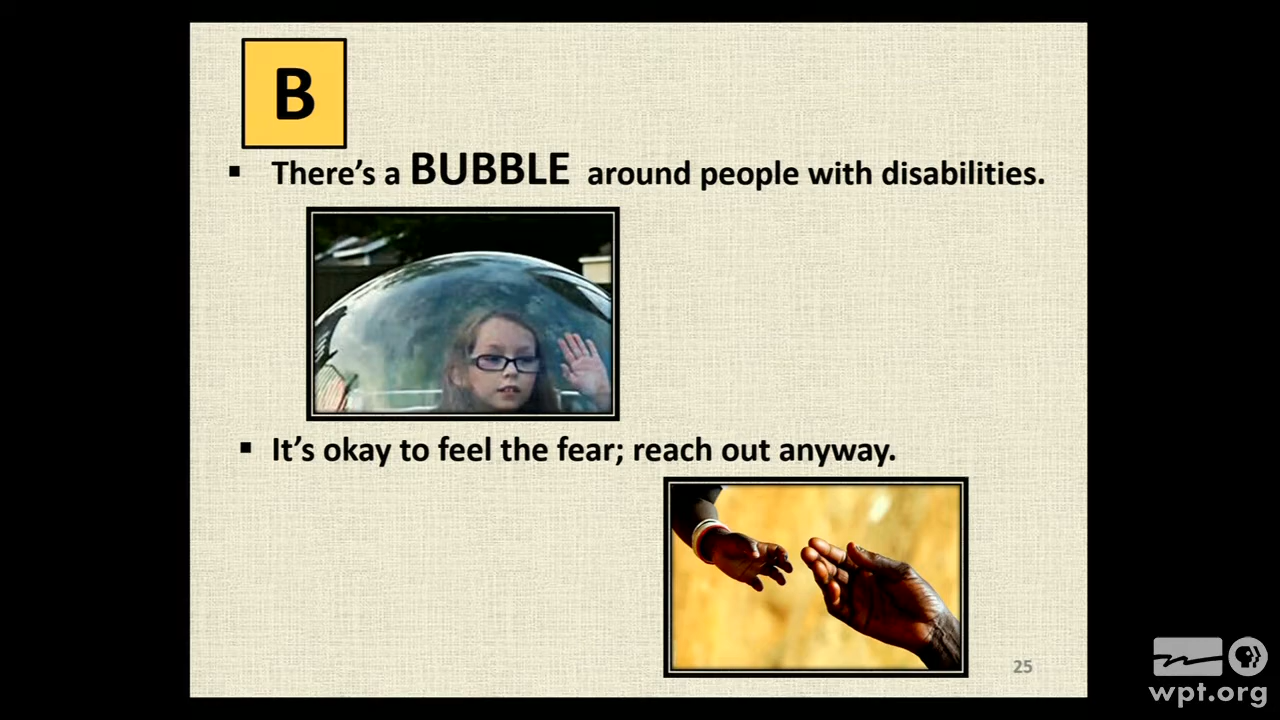 B
▪ There's a BUBBLE around people with disabilities.
▪ It's okay to feel the fear; reach out anyway.
25
wpt.org